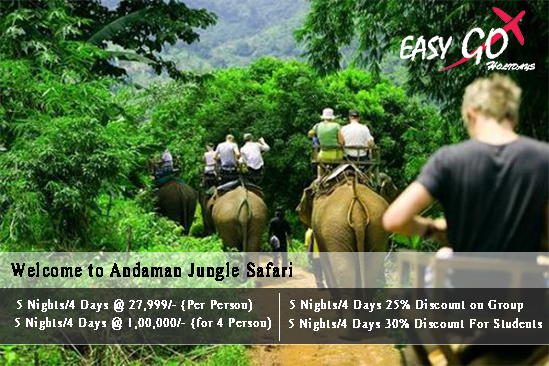 EASY GO
HOLIDAYS
Welcome to Andaman Jungle Safari
5 Nights/4 Days @ 27,999/- {Per Person)
5 Nights/4 Days @ 1,00,000/- {for 4 Person)
5 Nights/4 Days 25% Discount on Group
5 Nights/4 Days 30% Discount For Students